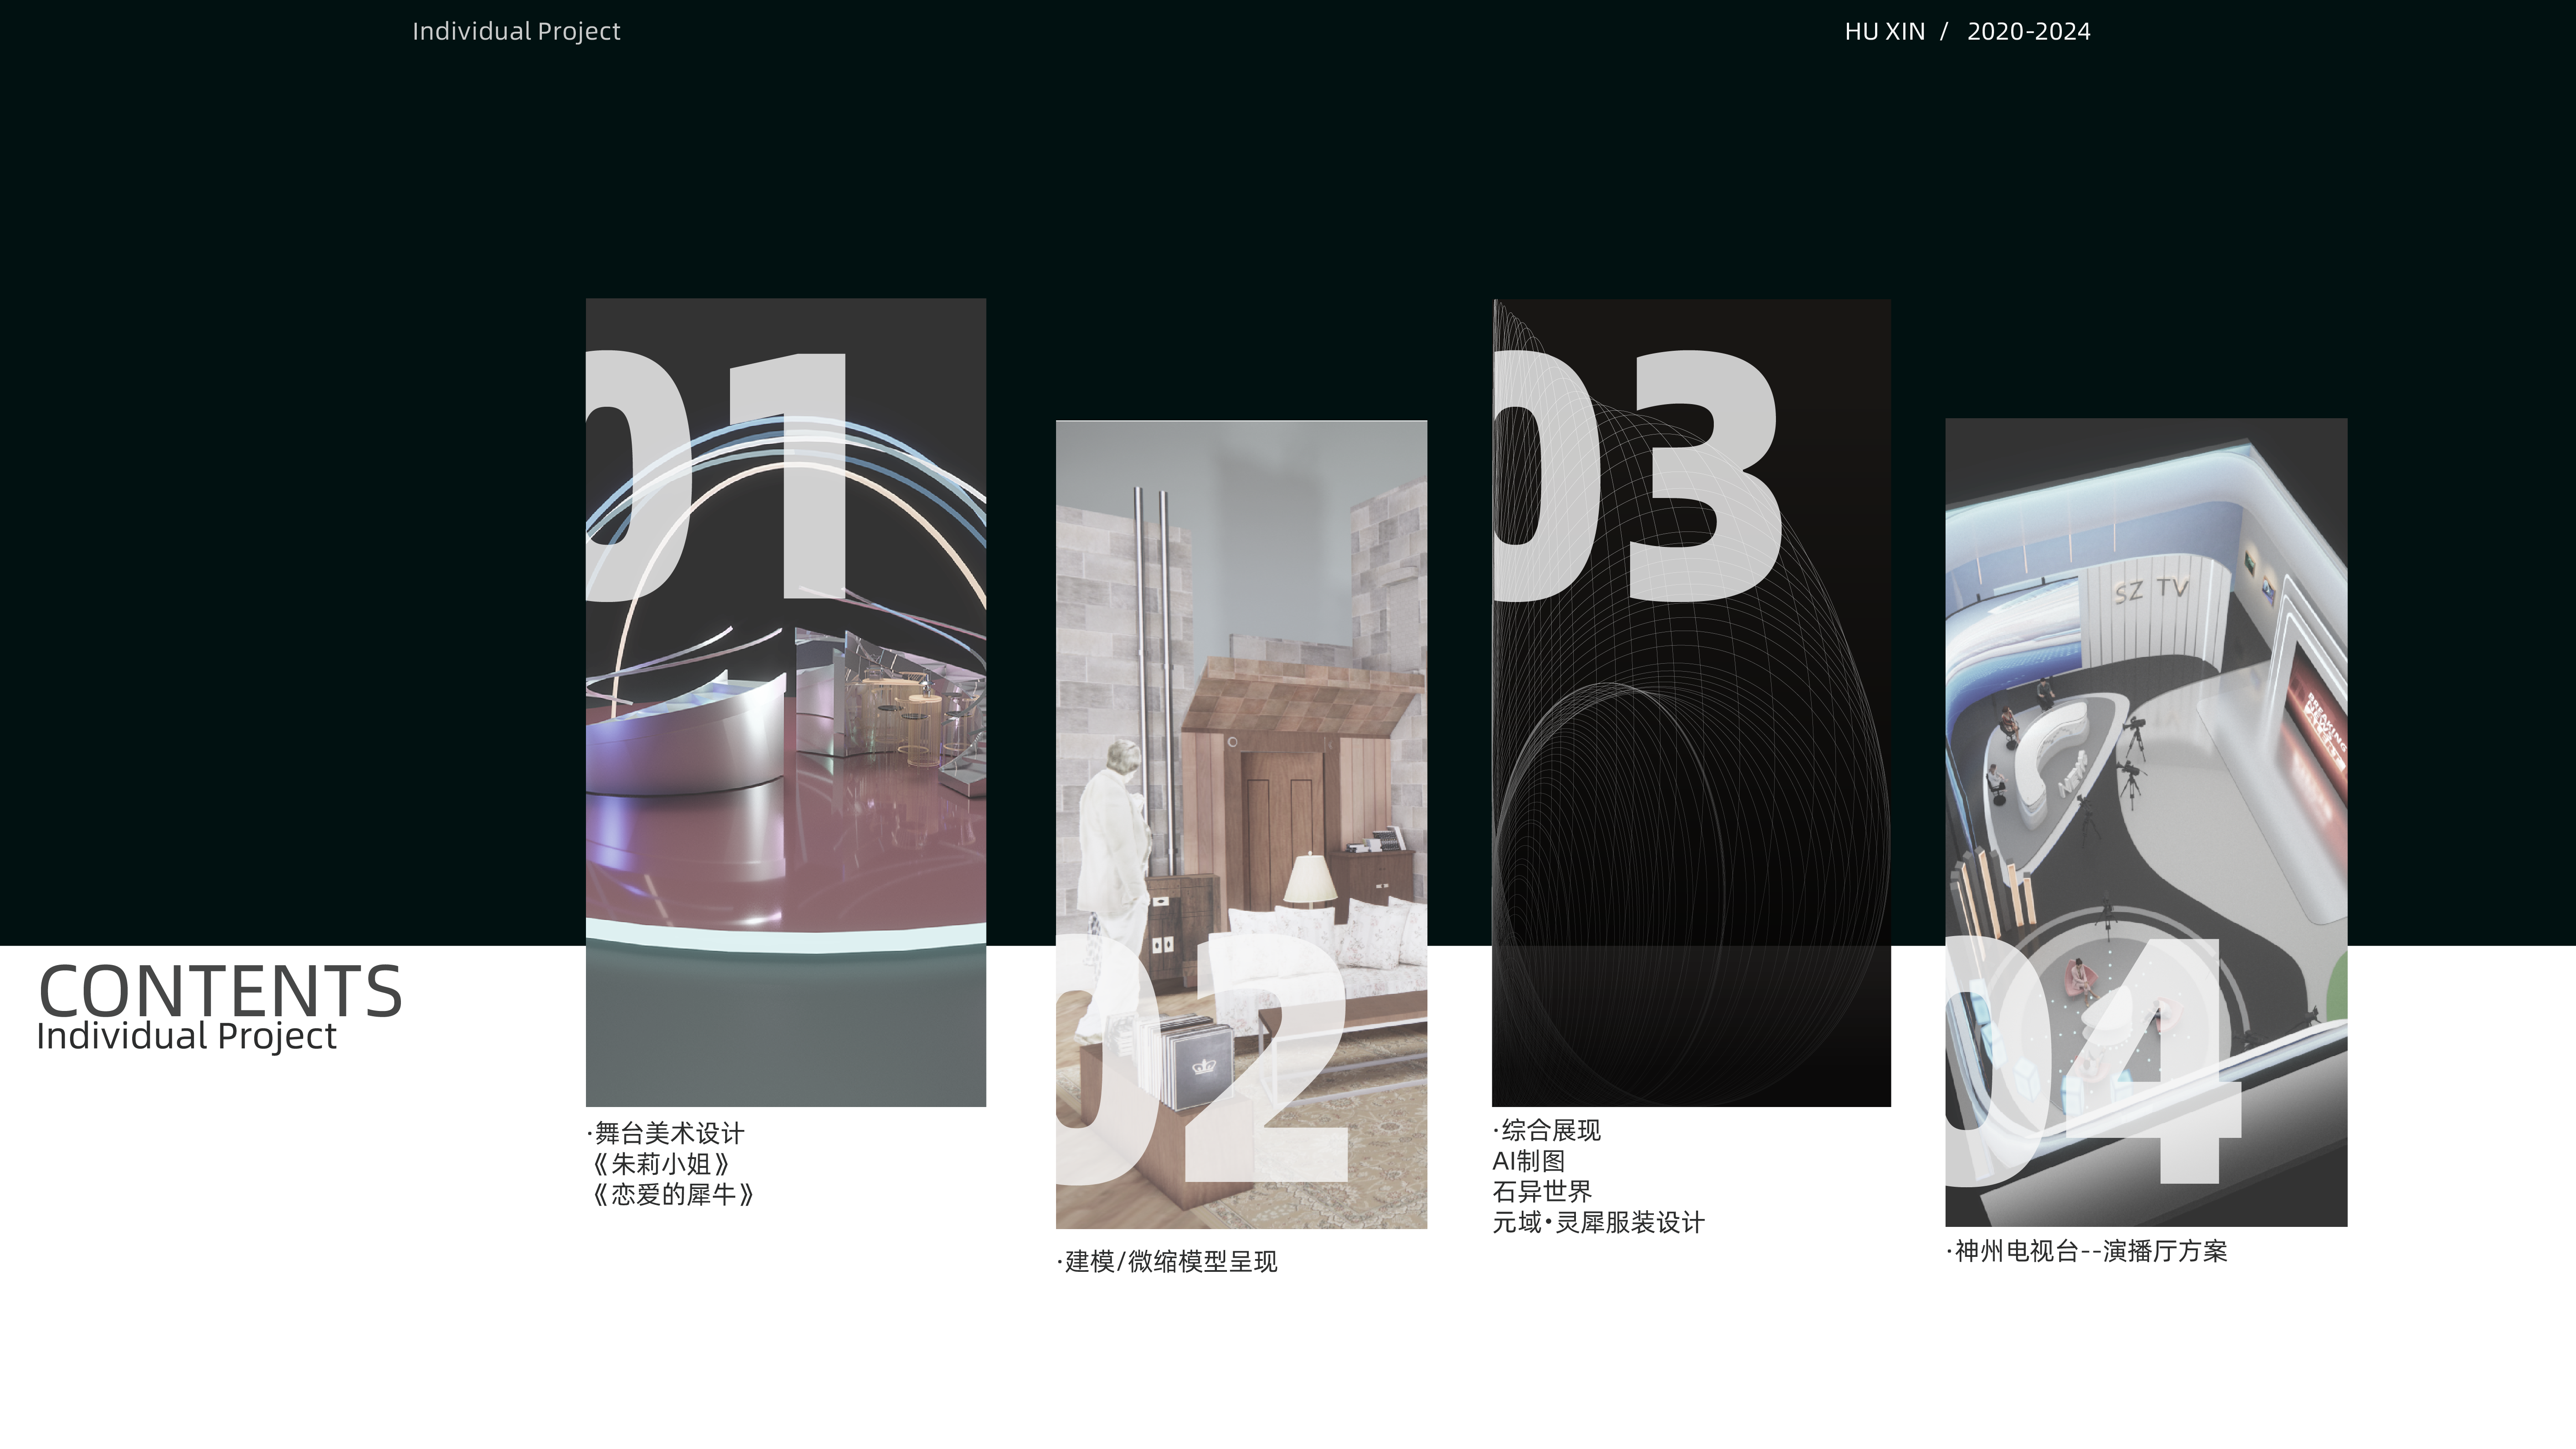 Individual Project
HU XIN / 2020-2024
01
03
SZ TV
BREAKING
02
04
CONTENTS
Individual Project
·舞台美术设计
《朱莉小姐》
《恋爱的犀牛》
·建模/微缩模型呈现
·综合展现
AI制图
石异世界
元域•灵犀服装设计
·神州电视台--演播厅方案